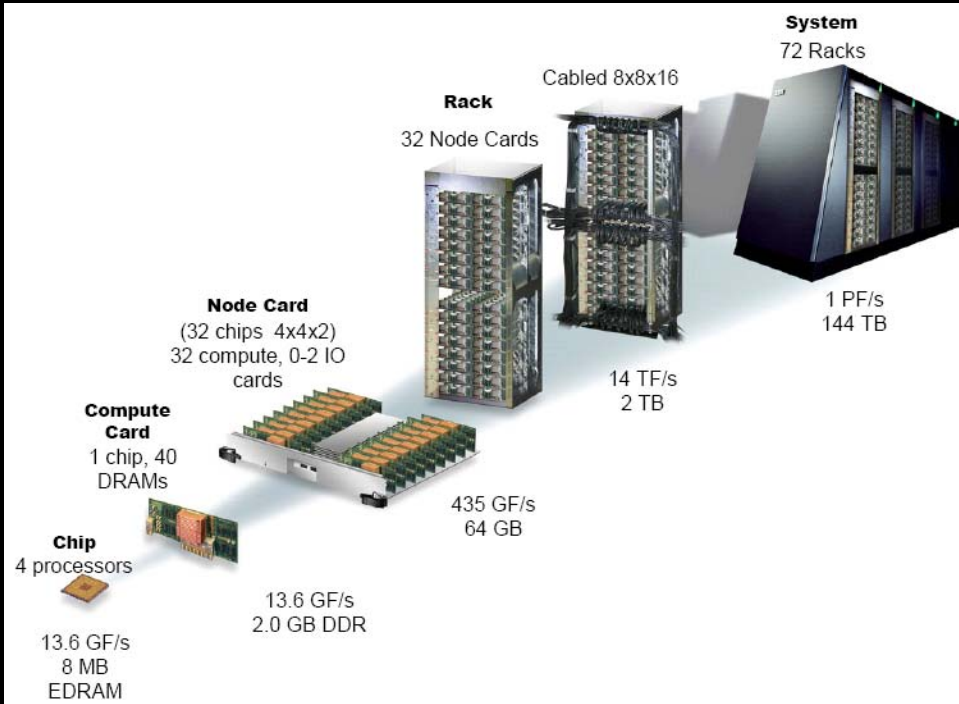 System
72 Racks
Cabled 8x8x16
Rack
32 Node Cards
1 PF/s
144 TB
Node Card
(32 chips 4x4x2)
32 compute, 0-2 IO
cards
14 TF/s
2 TB
Compute
Card
1 chip, 40
DRAMs
435 GF/s
64 GB
Chip
4 processors
13.6 GF/s
2.0 GB DDR
13.6 GF/s
8 MB
EDRAM